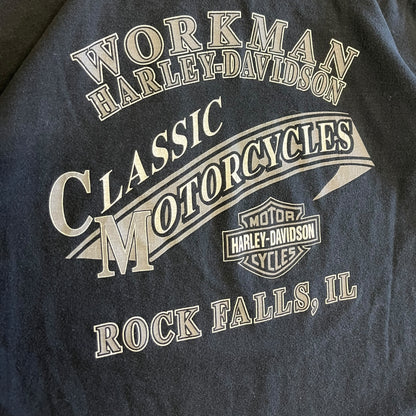 WORKMAN
HARLEY-DAVIDSON
CLASSIC
MOTORCYCLES
MOTOR
HARLEY-DAVIDSON
CYCLES
ROCK FALLS, IL